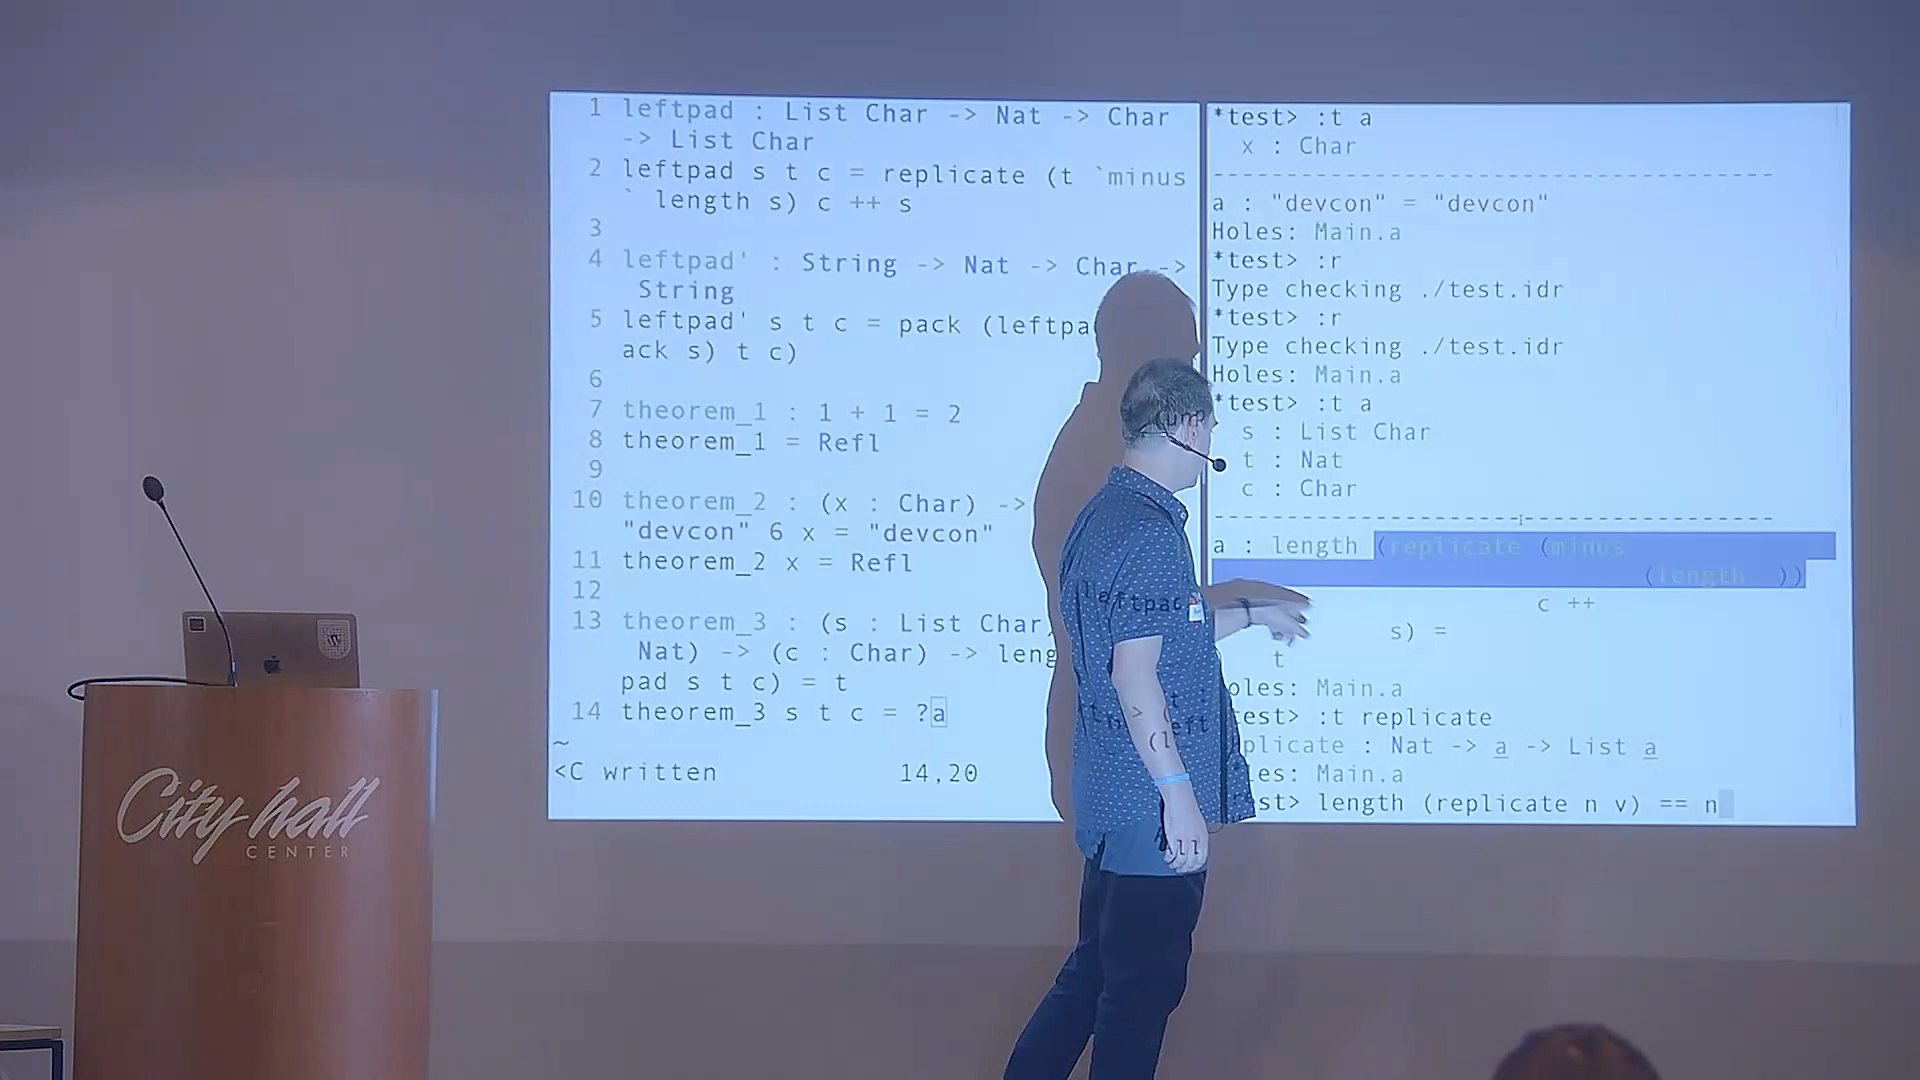 1 leftpad : List Char -> Nat -> Char
-> List Char
2 leftpad s t c = replicate (t `minus
` length s) c ++ s
3
4 leftpad' : String -> Nat -> Char ->
String
5 leftpad' s t c = pack (leftpa
ack s) t c)
6
7 theorem_1 : 1 + 1 = 2
8 theorem_1 = Refl
9
10 theorem_2 : (x : Char) ->
"devcon" 6 x = "devcon"
11 theorem_2 x = Refl
12
13 theorem_3 : (s : List Char)
Nat) -> (c : Char) -> leng
pad s t c) = t
14 theorem_3 s t c = ?a
~
<C written 14,20
*test> :t a
x : Char
----------------------------------
a : "devcon" = "devcon"
Holes: Main.a
*test> :r
Type checking ./test.idr
*test> :r
Type checking ./test.idr
Holes: Main.a
*test> :t a
s : List Char
t : Nat
c : Char
----------------------------------
a : length (replicate (minus
(length ))
c ++
s) =
t
oles: Main.a
est> :t replicate
plicate : Nat -> a -> List a
les: Main.a
est> length (replicate n v) == n
City hall
CENTER